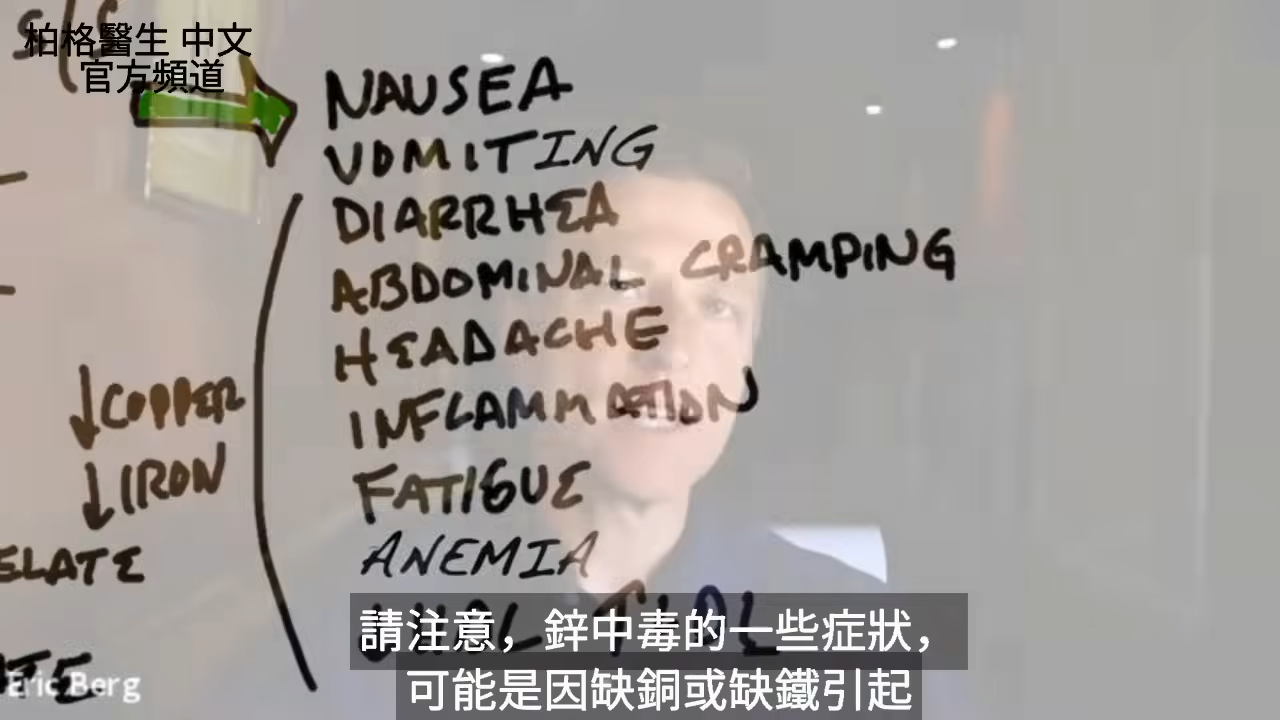 柏格醫生 中文
官方頻道
NAUSEA
VOMITING
DIARRHEA
ABDOMINAL CRAMPING
HEADACHE
INFLAMMATION
FATIGUE
ANEMIA
↓COPPER
↓IRON
請注意，鋅中毒的一些症狀，
可能是因缺銅或缺鐵引起
Eric Berg